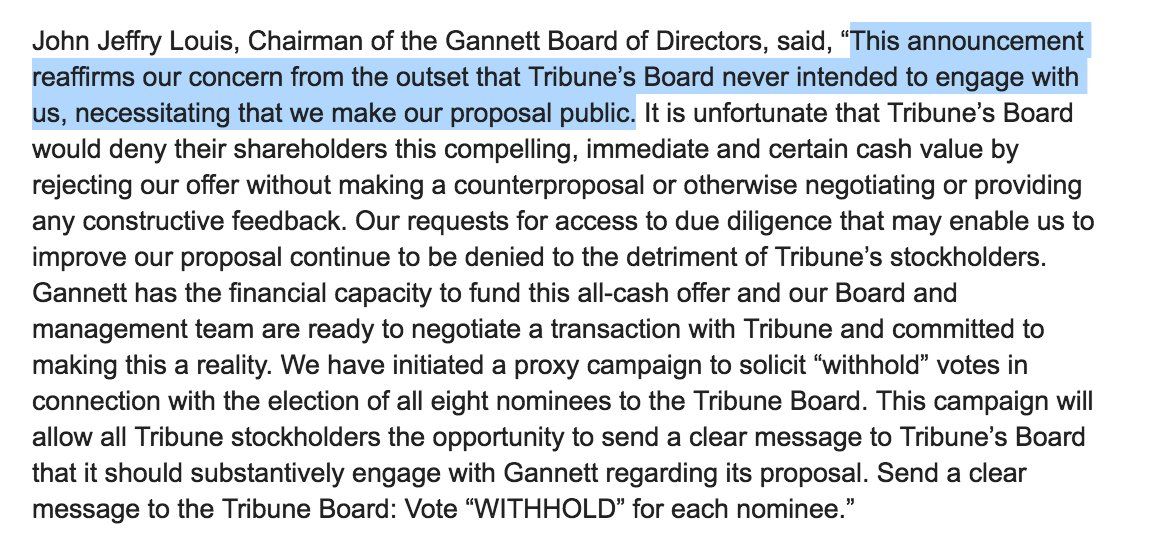 John Jeffry Louis, Chairman of the Gannett Board of Directors, said, “This announcement
reaffirms our concern from the outset that Tribune’s Board never intended to engage with
us, necessitating that we make our proposal public. It is unfortunate that Tribune’s Board
would deny their shareholders this compelling, immediate and certain cash value by
rejecting our offer without making a counterproposal or otherwise negotiating or providing
any constructive feedback. Our requests for access to due diligence that may enable us to
improve our proposal continue to be denied to the detriment of Tribune’s stockholders.
Gannett has the financial capacity to fund this all-cash offer and our Board and
management team are ready to negotiate a transaction with Tribune and committed to
making this a reality. We have initiated a proxy campaign to solicit “withhold” votes in
connection with the election of all eight nominees to the Tribune Board. This campaign will
allow all Tribune stockholders the opportunity to send a clear message to Tribune’s Board
that it should substantively engage with Gannett regarding its proposal. Send a clear
message to the Tribune Board: Vote “WITHHOLD” for each nominee.”